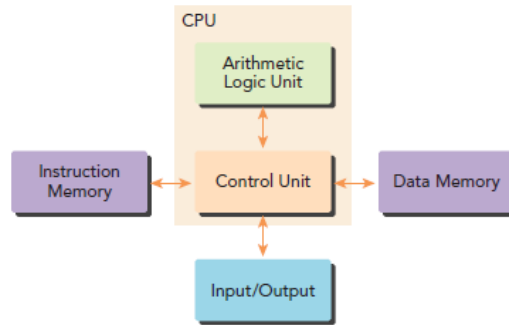 CPU
Arithmetic
Logic Unit
Instruction
Memory
Control Unit
Data Memory
Input/Output